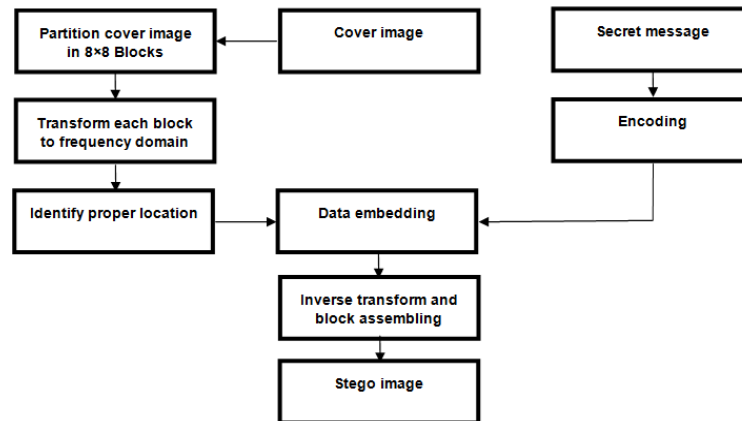 Partition cover image
in 8×8 Blocks
Cover image
Secret message
Transform each block
to frequency domain
Encoding
Identify proper location
Data embedding
Inverse transform and
block assembling
Stego image